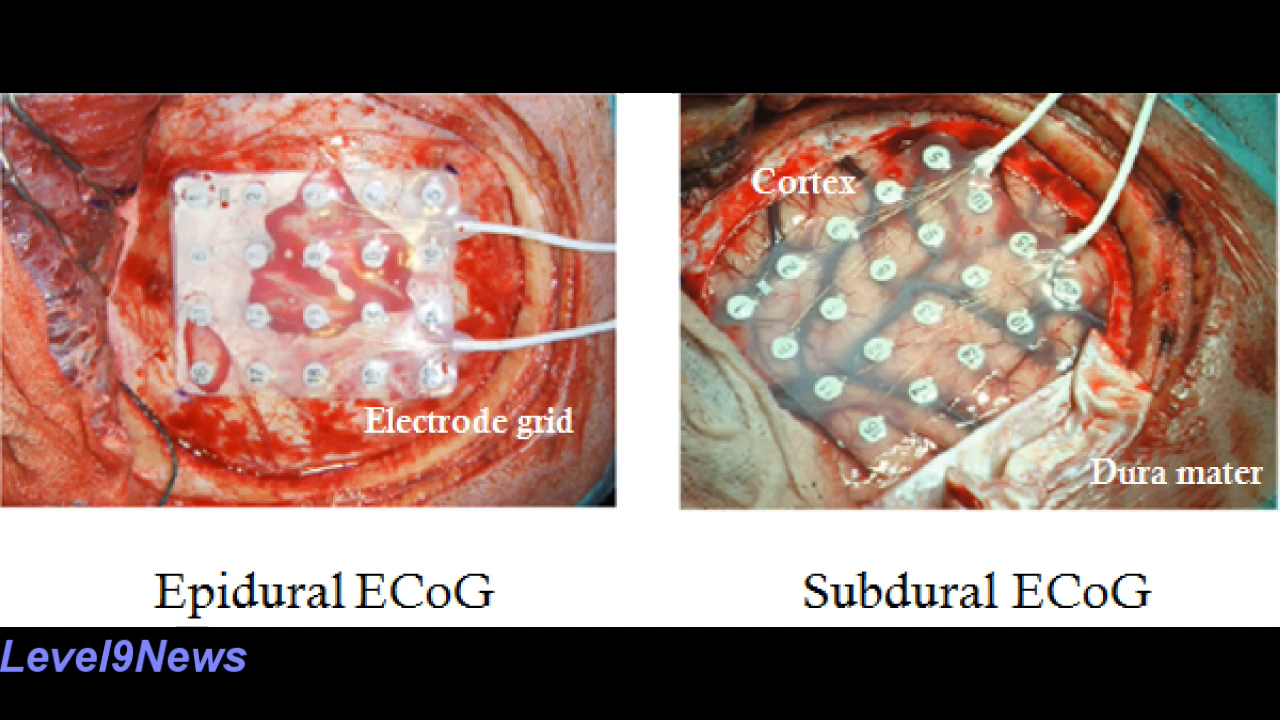 Cortex
Electrode grid
Dura mater
Epidural ECoG
Subdural ECoG
Level9News